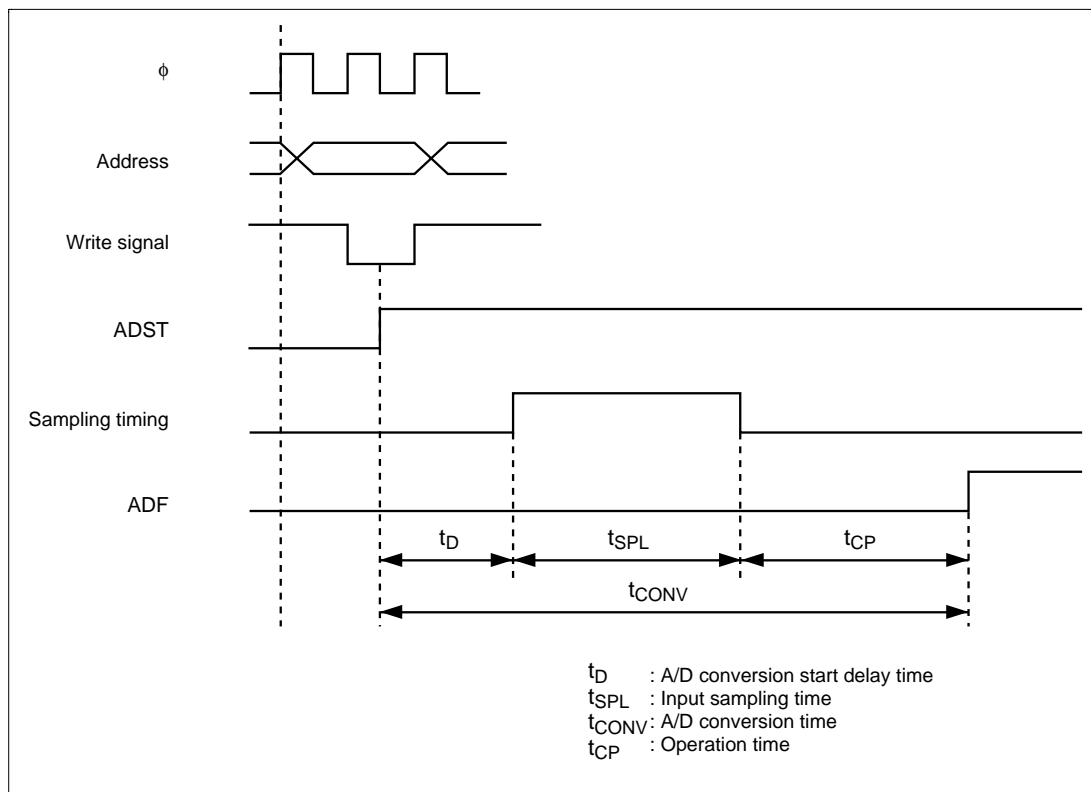 ϕ
Address
Write signal
ADST
Sampling timing
ADF
tD tSPL tCP
tCONV
tD : A/D conversion start delay time
tSPL : Input sampling time
tCONV : A/D conversion time
tCP : Operation time